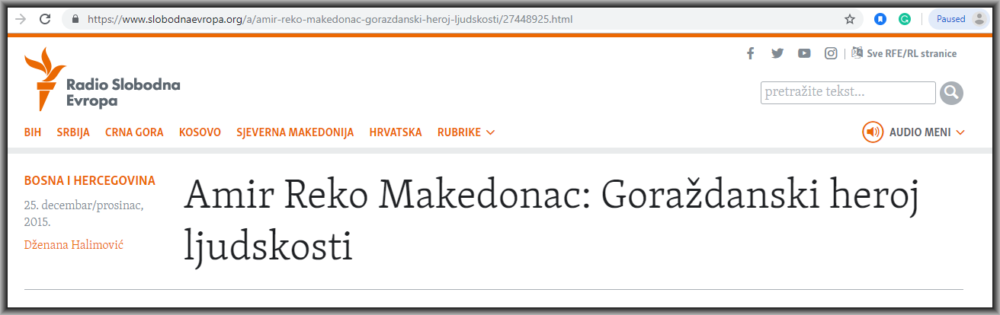 https://www.slobodnaevropa.org/a/amir-reko-makedonac-gorazdanski-heroj-ljudskosti/27448925.html
Paused
Radio Slobodna
Evropa
Sve RFE/RL stranice
pretražite tekst...
BIH SRBIJA CRNA GORA KOSOVO SJEVERNA MAKEDONIJA HRVATSKA RUBRIKE
AUDIO MENI
BOSNA I HERCEGOVINA
25. decembar/prosinac,
2015.
Dženana Halimović
Amir Reko Makedonac: Goraždanski heroj
ljudskosti